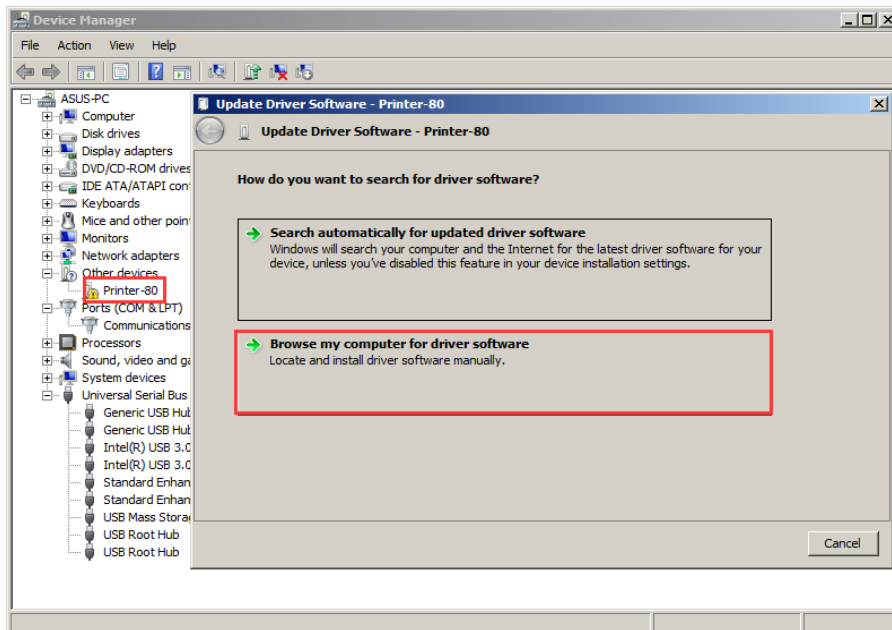 Device Manager
File Action View Help
ASUS-PC
Computer
Disk drives
Display adapters
DVD/CD-ROM drives
IDE ATA/ATAPI con
Keyboards
Mice and other poin
Monitors
Network adapters
Other devices
Printer-80
Ports (COM & LPT)
Communications
Processors
Sound, video and ga
System devices
Universal Serial Bus
Generic USB Hub
Generic USB Hub
Intel(R) USB 3.0
Intel(R) USB 3.0
Standard Enhan
Standard Enhan
USB Mass Storag
USB Root Hub
USB Root Hub
Update Driver Software - Printer-80
Update Driver Software - Printer-80
How do you want to search for driver software?
Search automatically for updated driver software
Windows will search your computer and the Internet for the latest driver software for your
device, unless you've disabled this feature in your device installation settings.
Browse my computer for driver software
Locate and install driver software manually.
Cancel